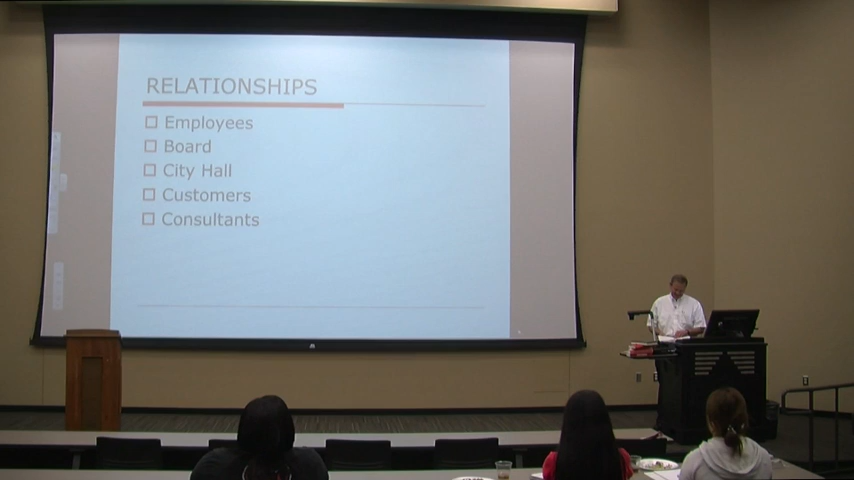 RELATIONSHIPS
Employees
Board
City Hall
Customers
Consultants